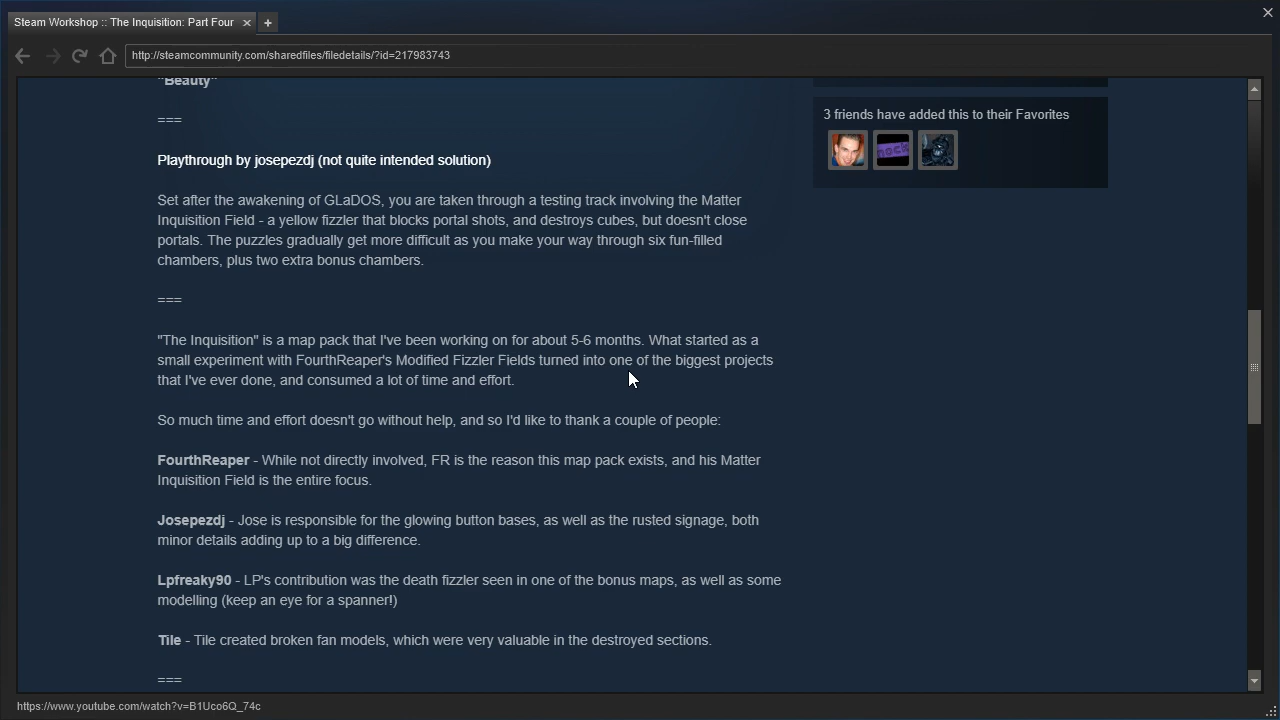 Steam Workshop :: The Inquisition: Part Four
http://steamcommunity.com/sharedfiles/filedetails/?id=217983743
"Beauty"
===
Playthrough by josepezdj (not quite intended solution)
Set after the awakening of GLaDOS, you are taken through a testing track involving the Matter
Inquisition Field - a yellow fizzler that blocks portal shots, and destroys cubes, but doesn't close
portals. The puzzles gradually get more difficult as you make your way through six fun-filled
chambers, plus two extra bonus chambers.
===
"The Inquisition" is a map pack that I've been working on for about 5-6 months. What started as a
small experiment with FourthReaper's Modified Fizzler Fields turned into one of the biggest projects
that I've ever done, and consumed a lot of time and effort.
So much time and effort doesn't go without help, and so I'd like to thank a couple of people:
FourthReaper - While not directly involved, FR is the reason this map pack exists, and his Matter
Inquisition Field is the entire focus.
Josepezdj - Jose is responsible for the glowing button bases, as well as the rusted signage, both
minor details adding up to a big difference.
Lpfreaky90 - LP's contribution was the death fizzler seen in one of the bonus maps, as well as some
modelling (keep an eye for a spanner!)
Tile - Tile created broken fan models, which were very valuable in the destroyed sections.
===
3 friends have added this to their Favorites
https://www.youtube.com/watch?v=B1Uco6Q_74c